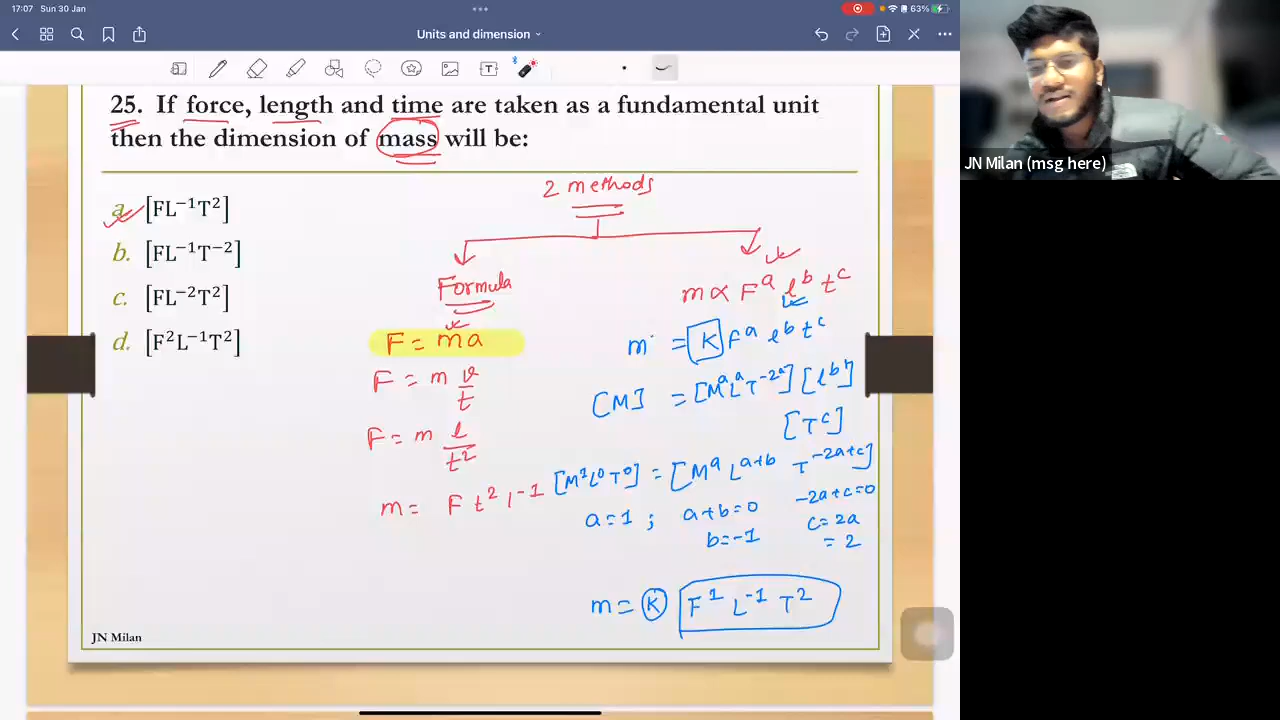 17:07 Sun 30 Jan
63%
Units and dimension
25. If force, length and time are taken as a fundamental unit
then the dimension of mass will be:
a. [FL⁻¹T²]
b. [FL⁻¹T⁻²]
c. [FL⁻²T²]
d. [F²L⁻¹T²]
2 methods
Formula
F = ma
F = m v/t
F = m l/t²
m = F t² l⁻¹
m ∝ Fᵃ lᵇ tᶜ
m = K Fᵃ lᵇ tᶜ
[M] = [MᵃLᵃT⁻²ᵃ] [lᵇ]
[Tᶜ]
[M¹L⁰T⁰] = [Mᵃ Lᵃ⁺ᵇ T⁻²ᵃ⁺ᶜ]
a=1 ; a+b=0 -2a+c=0
b=-1 c=2a
= 2
m = K F¹ L⁻¹ T²
JN Milan
JN Milan (msg here)